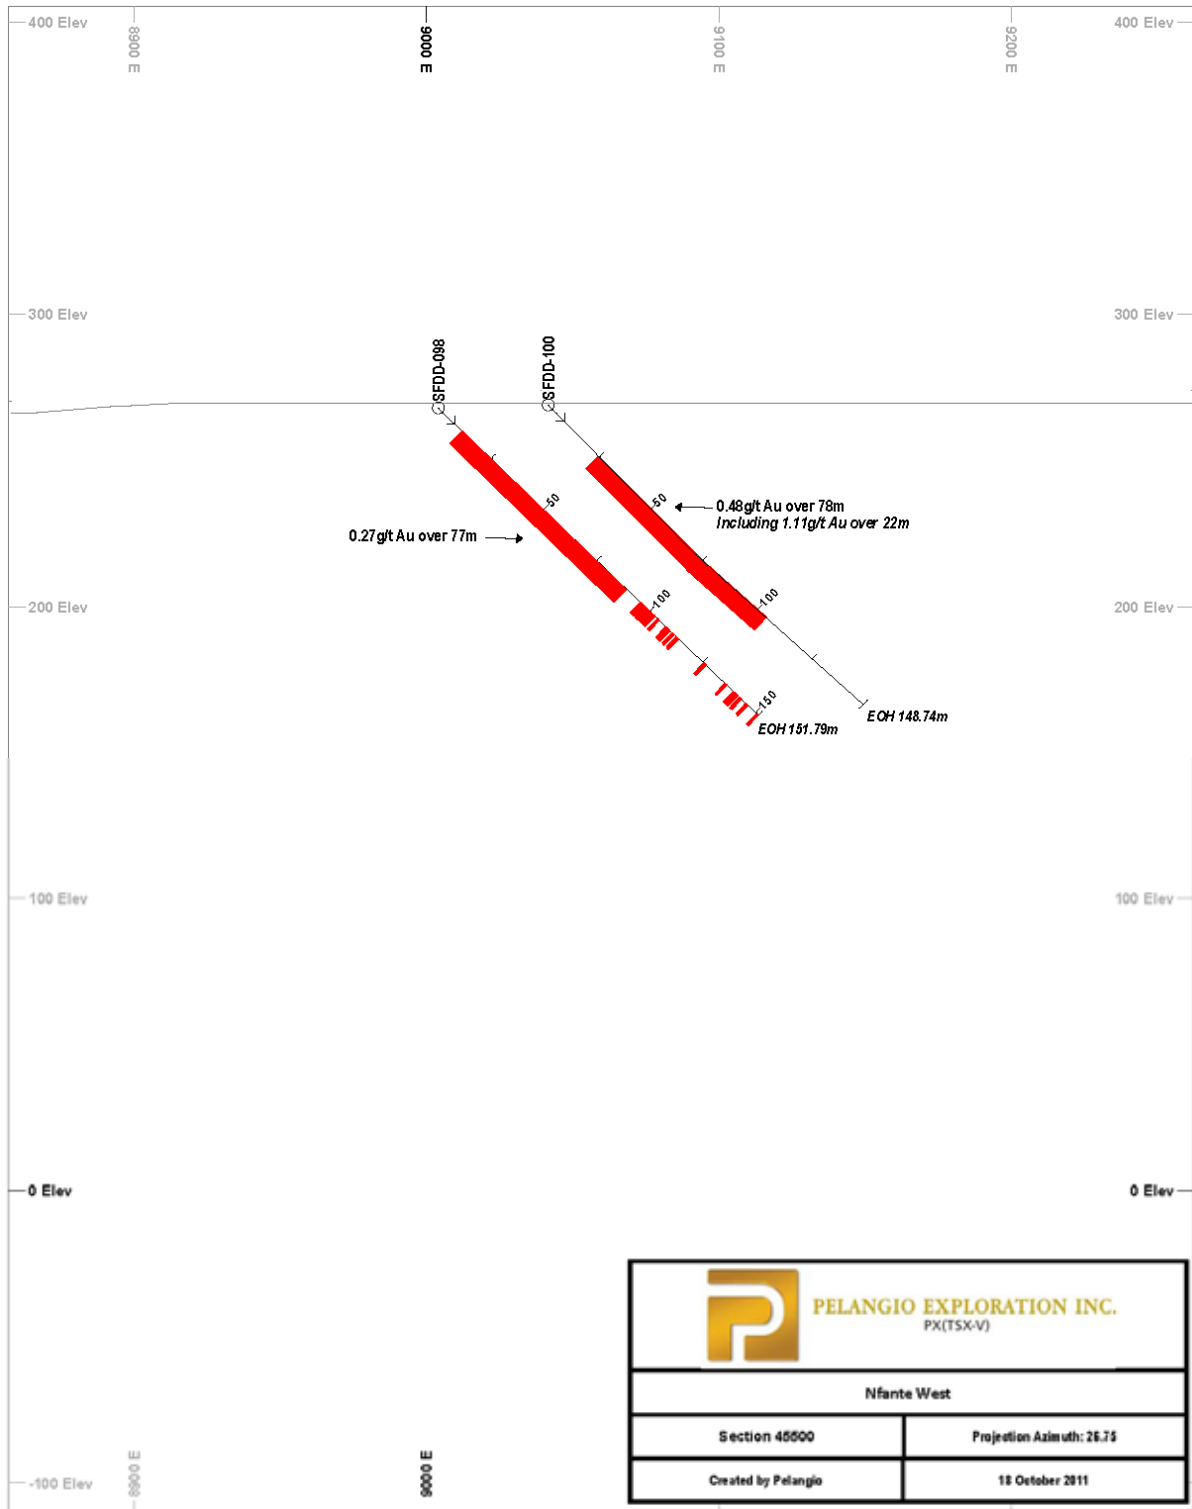 400 Elev
8900 E
9000 E
9100 E
9200 E
400 Elev
300 Elev
300 Elev
SFDD-098
SFDD-100
50
50
0.48g/t Au over 78m
Including 1.11g/t Au over 22m
0.27g/t Au over 77m
100
100
200 Elev
200 Elev
150
EOH 151.79m
EOH 148.74m
100 Elev
100 Elev
0 Elev
0 Elev
PELANGIO EXPLORATION INC.
PX(TSX-V)
Nfante West
Section 45500
Projection Azimuth: 26.75
Created by Pelangio
18 October 2011
-100 Elev
8900 E
9000 E